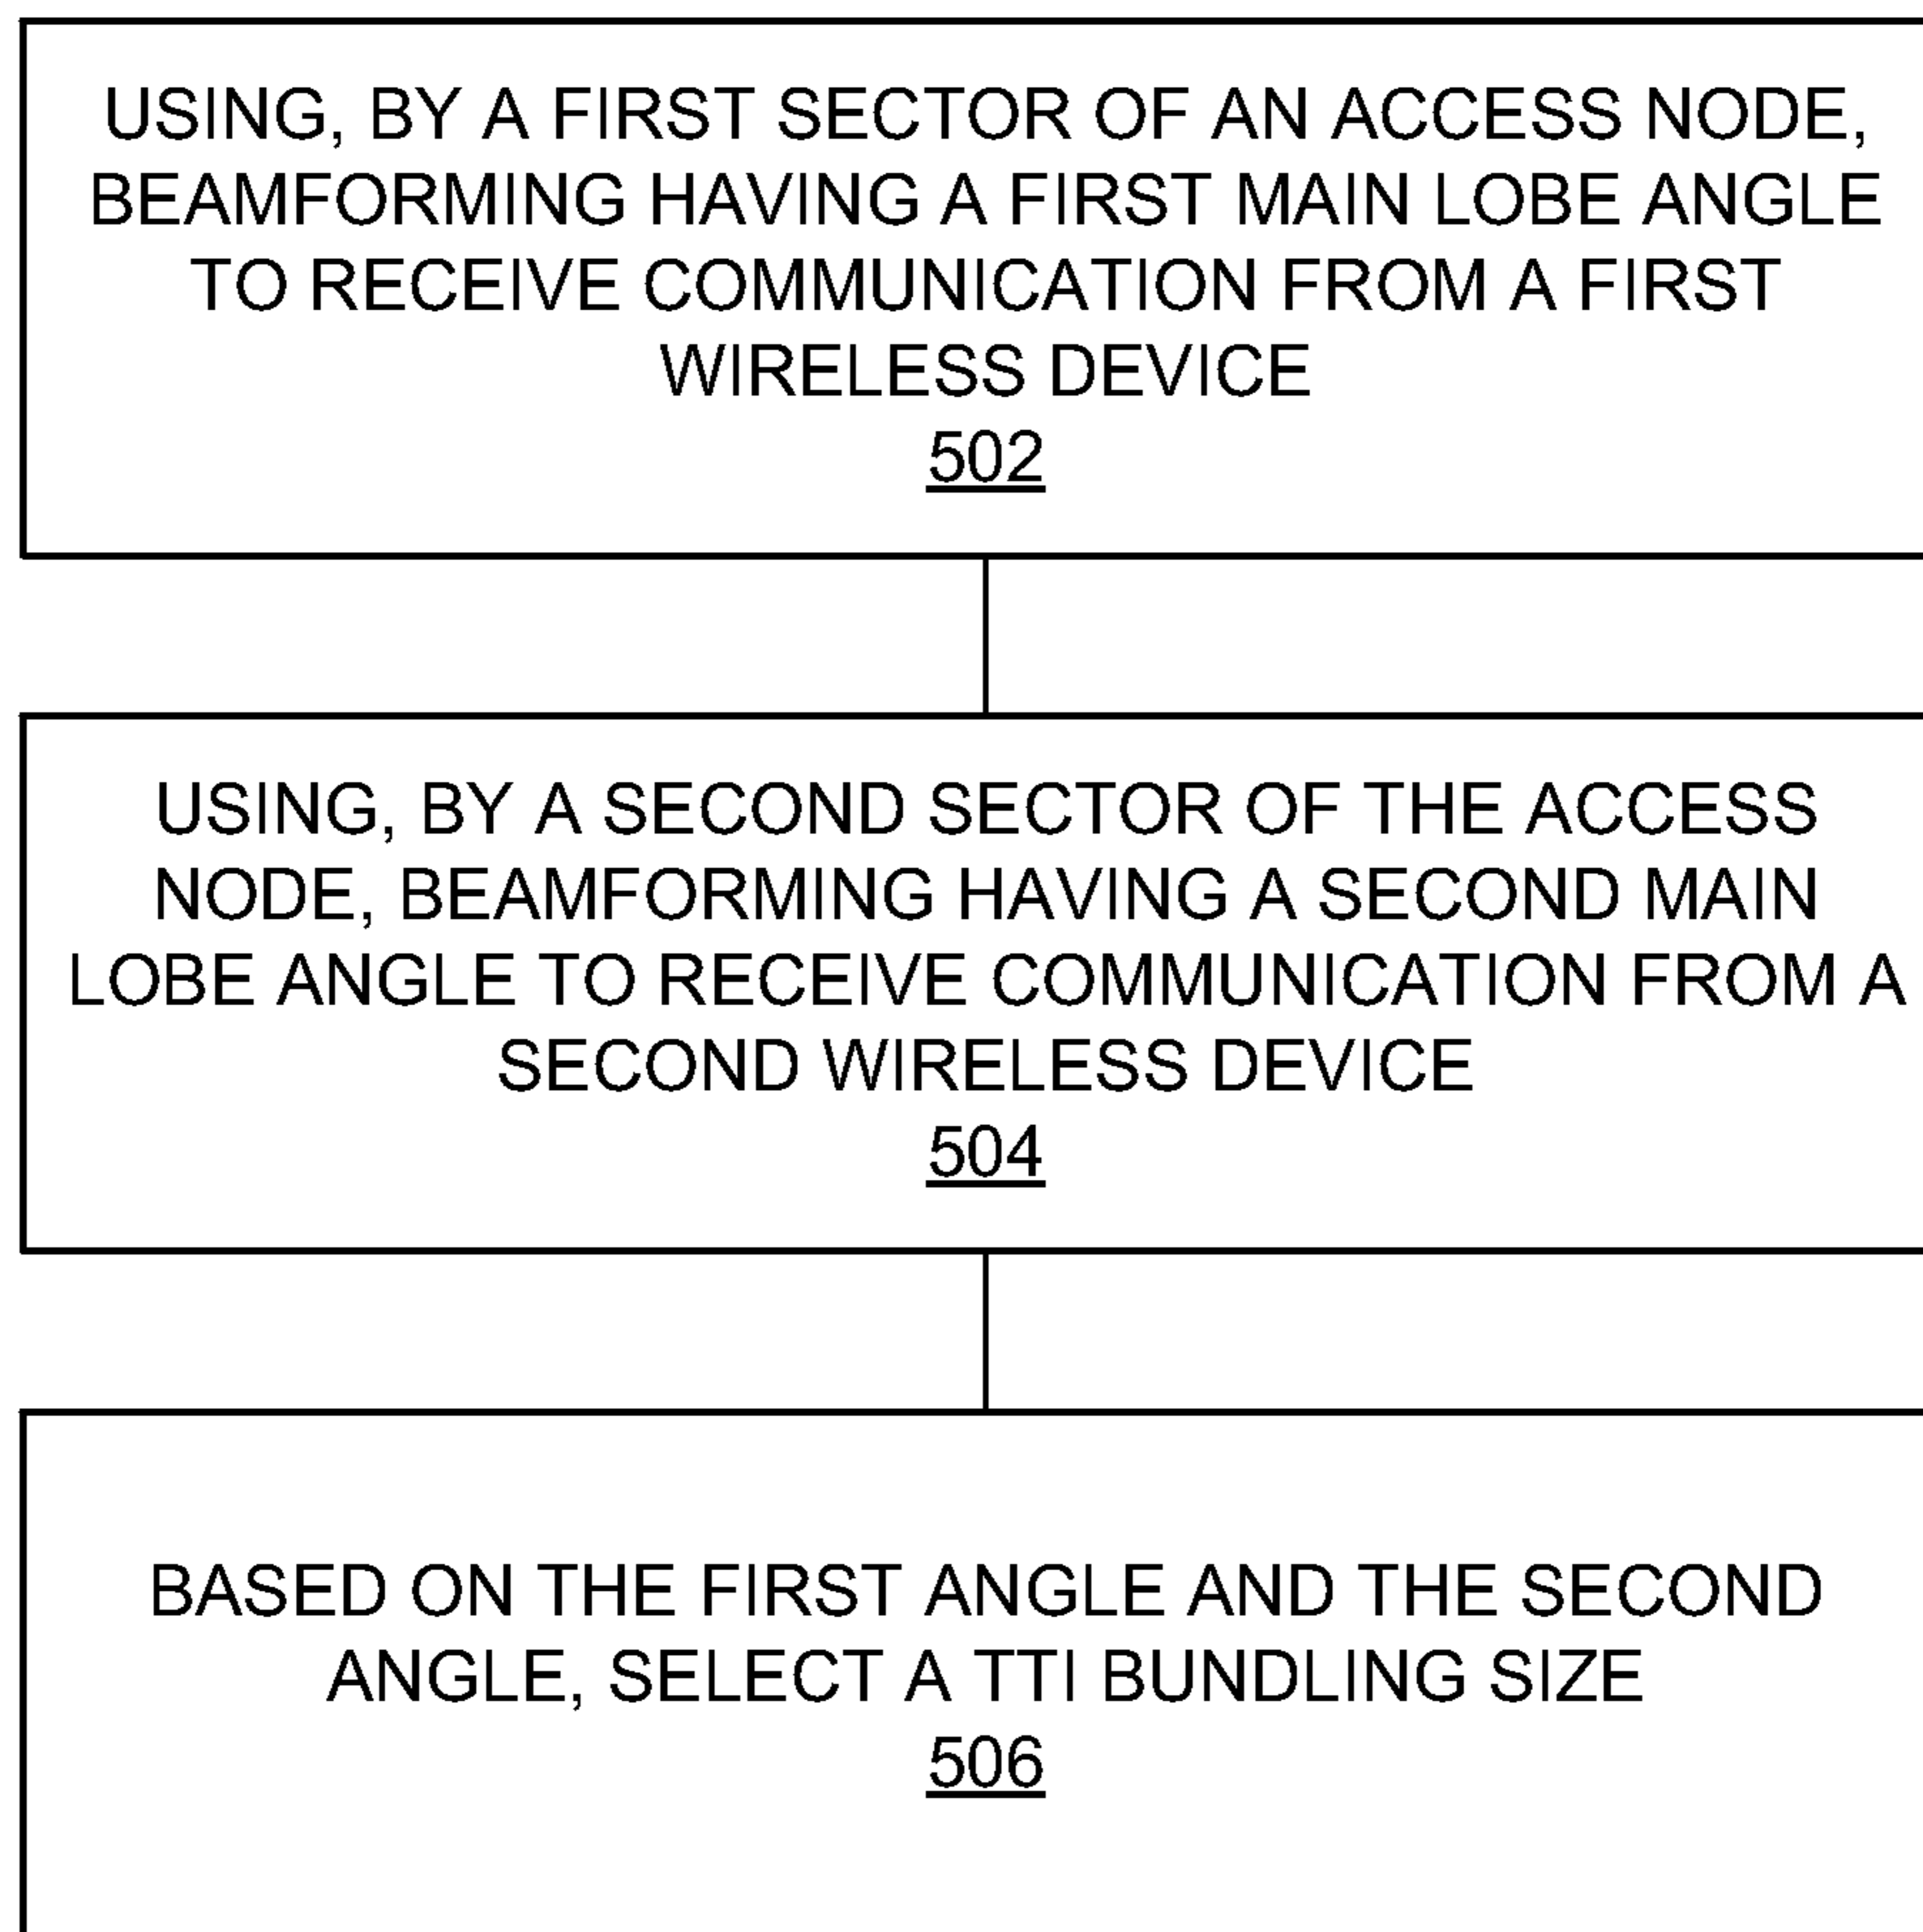 USING, BY A FIRST SECTOR OF AN ACCESS NODE,
BEAMFORMING HAVING A FIRST MAIN LOBE ANGLE
TO RECEIVE COMMUNICATION FROM A FIRST
WIRELESS DEVICE
502
USING, BY A SECOND SECTOR OF THE ACCESS
NODE, BEAMFORMING HAVING A SECOND MAIN
LOBE ANGLE TO RECEIVE COMMUNICATION FROM A
SECOND WIRELESS DEVICE
504
BASED ON THE FIRST ANGLE AND THE SECOND
ANGLE, SELECT A TTI BUNDLING SIZE
506